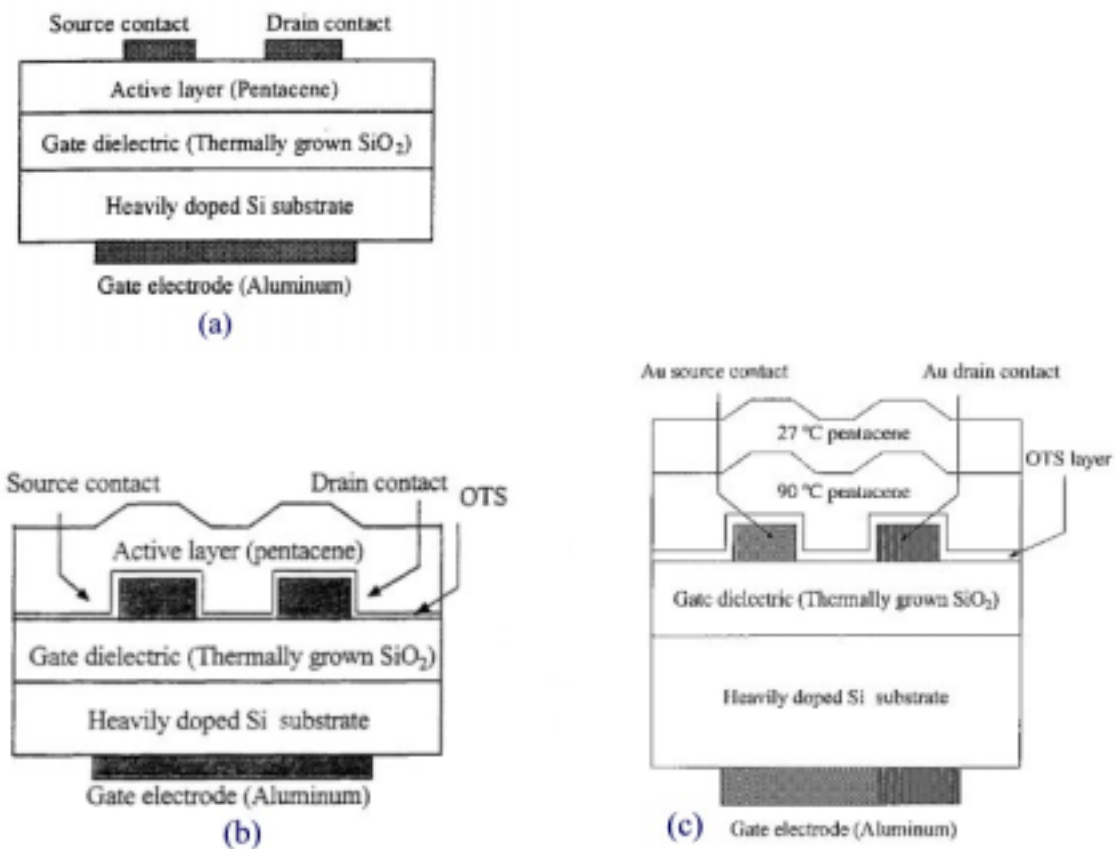 Source contact
Drain contact
Active layer (Pentacene)
Gate dielectric (Thermally grown SiO₂)
Heavily doped Si substrate
Gate electrode (Aluminum)
(a)
Source contact
Drain contact
OTS
Active layer (pentacene)
Gate dielectric (Thermally grown SiO₂)
Heavily doped Si substrate
Gate electrode (Aluminum)
(b)
Au source contact
Au drain contact
27 °C pentacene
OTS layer
90 °C pentacene
Gate dielectric (Thermally grown SiO₂)
Heavily doped Si substrate
(c)
Gate electrode (Aluminum)